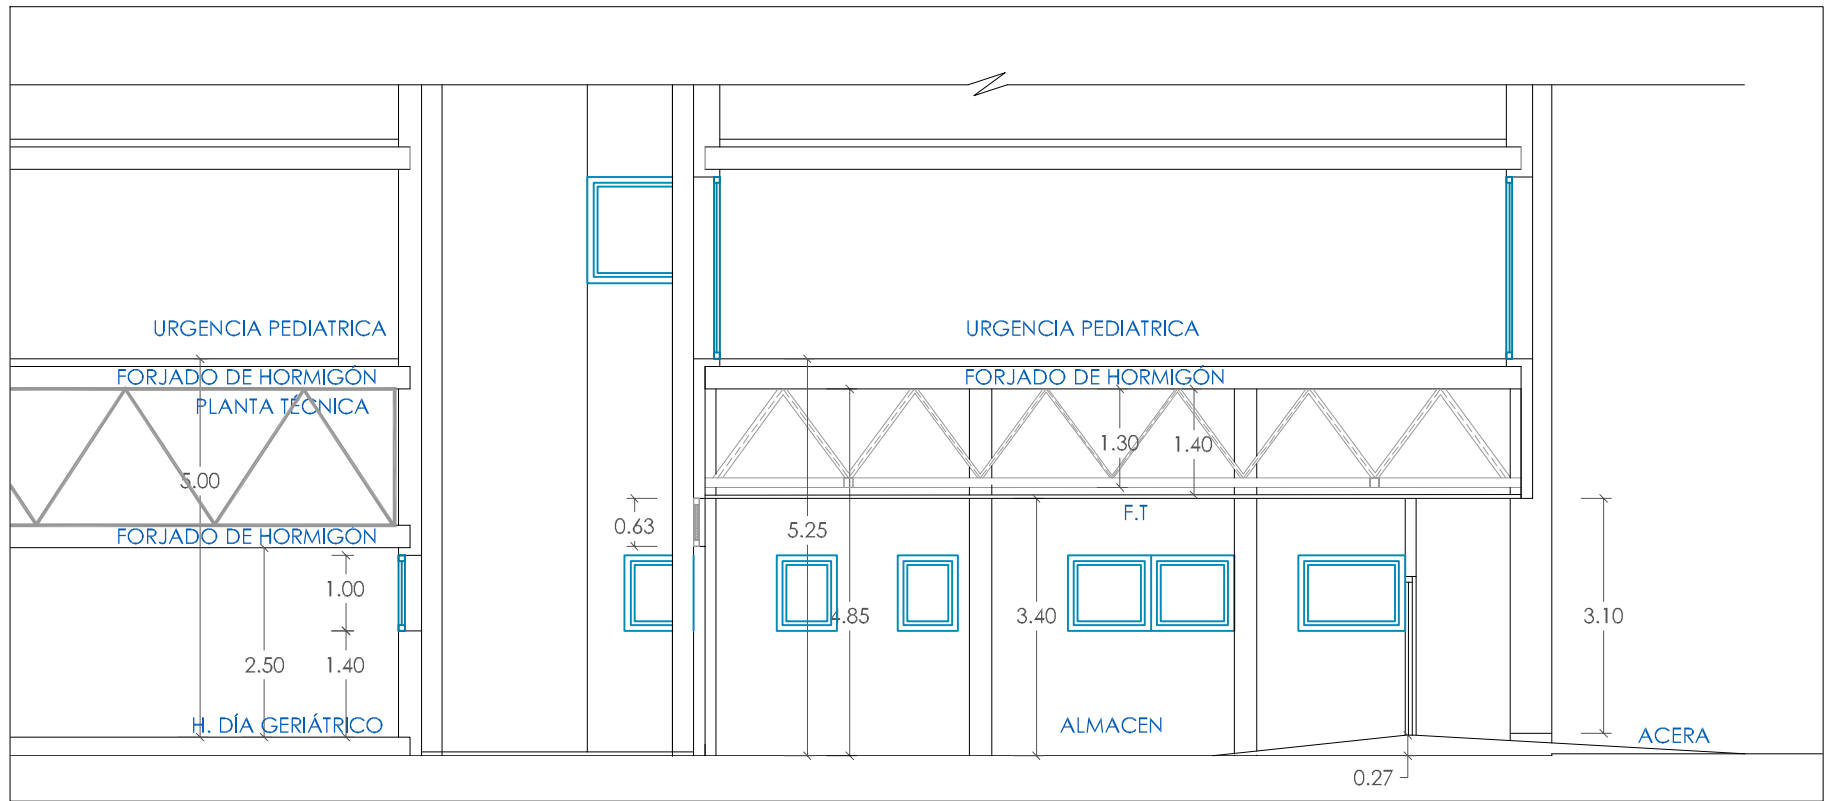 URGENCIA PEDIATRICA
URGENCIA PEDIATRICA
FORJADO DE HORMIGÓN
FORJADO DE HORMIGÓN
PLANTA TÉCNICA
1.30
1.40
5.00
F.T
0.63
5.25
FORJADO DE HORMIGÓN
1.00
4.85
3.40
3.10
2.50
1.40
H. DÍA GERIÁTRICO
ALMACEN
ACERA
0.27